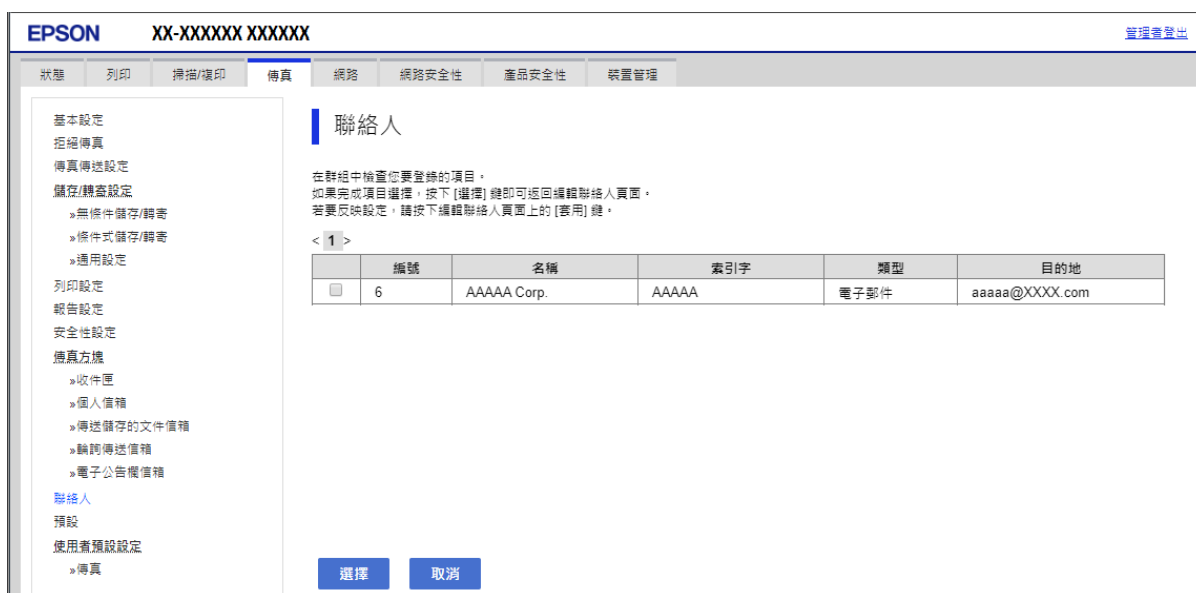 EPSON XX-XXXXXX XXXXXX 管理者登出
狀態 列印 掃描/複印 傳真 網路 網路安全性 產品安全性 裝置管理
基本設定
拒絕傳真
傳真傳送設定
儲存/轉寄設定
»無條件儲存/轉寄
»條件式儲存/轉寄
»通用設定
列印設定
報告設定
安全性設定
傳真方塊
»收件匣
»個人信箱
»傳送儲存的文件信箱
»輪詢傳送信箱
»電子公告欄信箱
聯絡人
預設
使用者預設設定
»傳真
聯絡人
在群組中檢查您要登錄的項目。
如果完成項目選擇，按下 [選擇] 鍵即可返回編輯聯絡人頁面。
若要反映設定，請按下編輯聯絡人頁面上的 [套用] 鍵。
< 1 >
編號 名稱 索引字 類型 目的地
6 AAAAA Corp. AAAAA 電子郵件 aaaaa@XXXX.com
選擇 取消